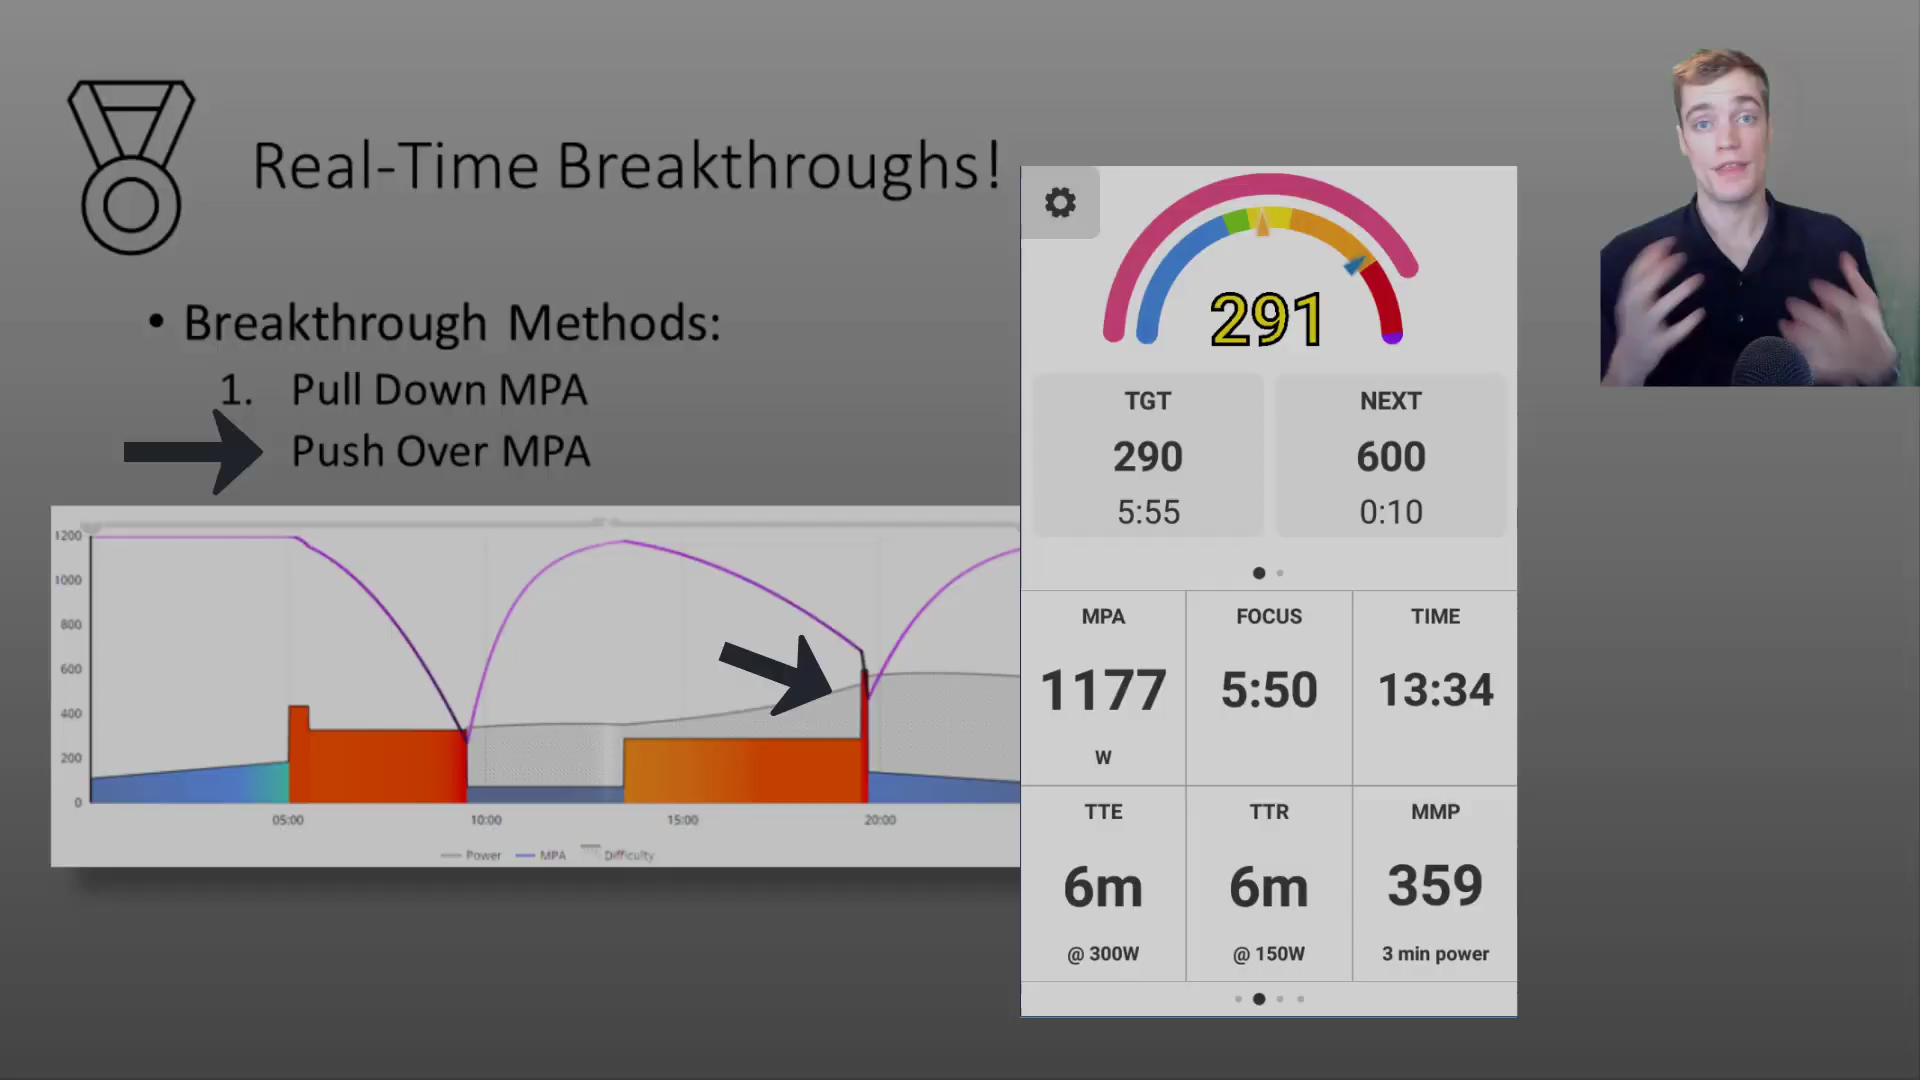 Real-Time Breakthroughs!
• Breakthrough Methods:
1. Pull Down MPA
Push Over MPA
1200
1000
800
600
400
200
0
05:00 10:00 15:00 20:00
Power MPA Difficulty
291
TGT NEXT
290 600
5:55 0:10
MPA FOCUS TIME
1177 5:50 13:34
W
TTE TTR MMP
6m 6m 359
@ 300W @ 150W 3 min power